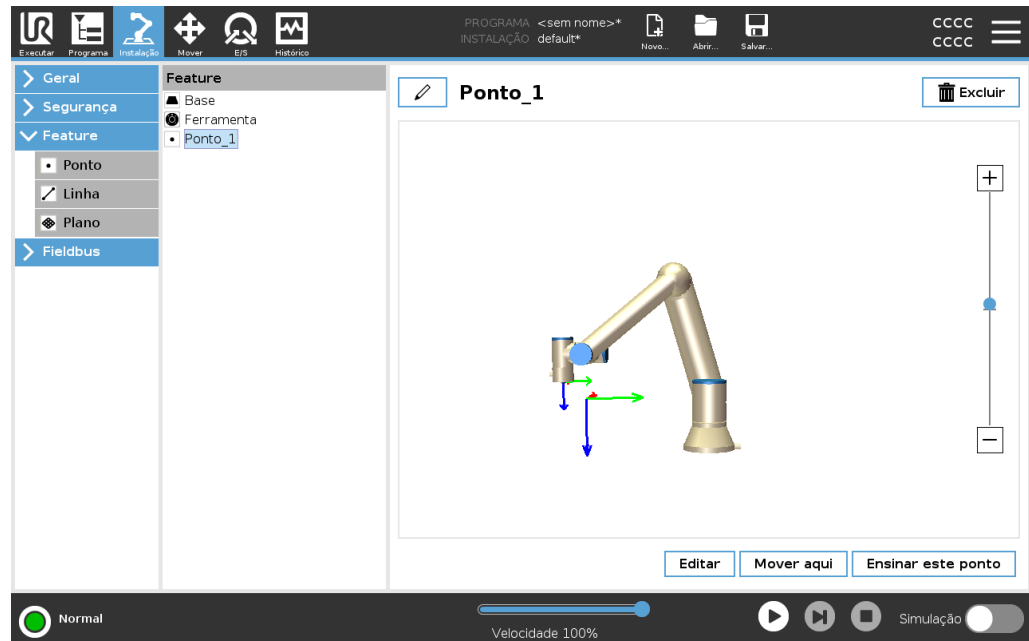 UR
Executar
Programa
Instalação
Mover
E/S
Histórico
PROGRAMA <sem nome>*
INSTALAÇÃO default*
Novo...
Abrir...
Salvar...
CCCC
CCCC
Geral
Segurança
Feature
Ponto
Linha
Plano
Fieldbus
Feature
Base
Ferramenta
Ponto_1
Ponto_1
Excluir
Editar
Mover aqui
Ensinar este ponto
Normal
Velocidade 100%
Simulação